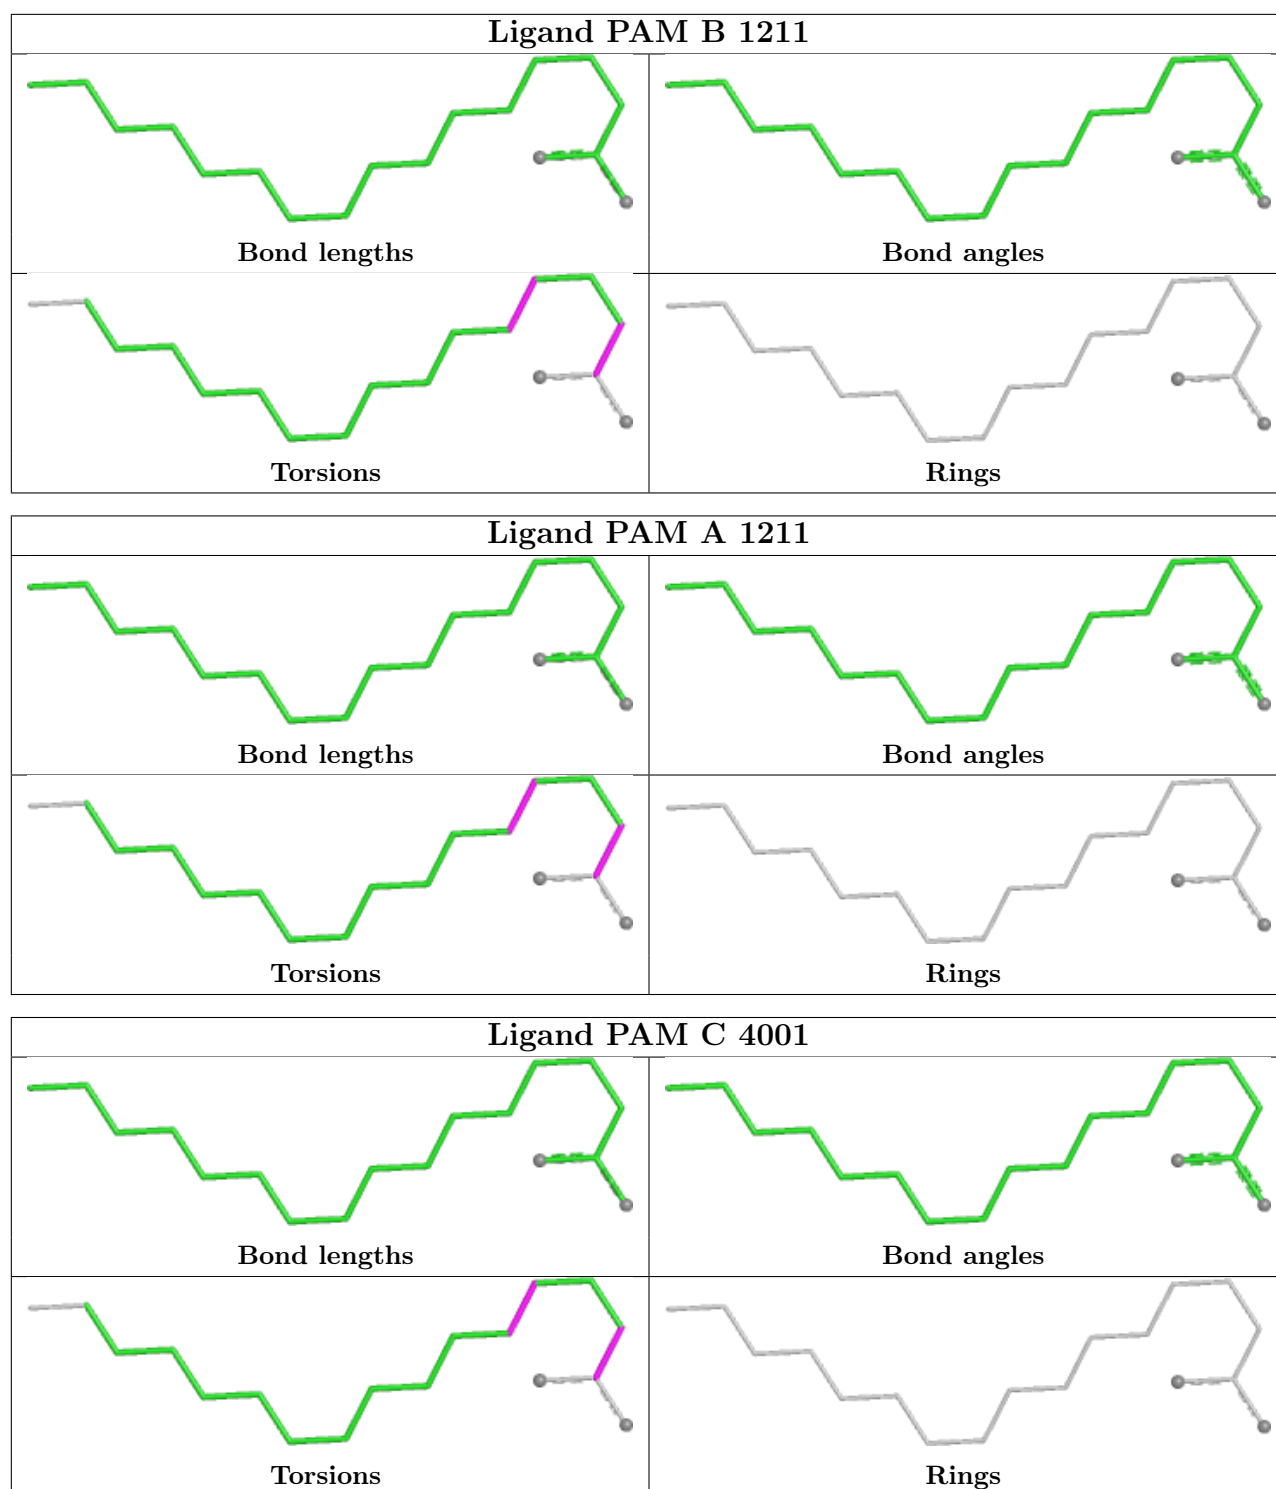 Ligand PAM B 1211
Bond lengths
Bond angles
Torsions
Rings
Ligand PAM A 1211
Bond lengths
Bond angles
Torsions
Rings
Ligand PAM C 4001
Bond lengths
Bond angles
Torsions
Rings